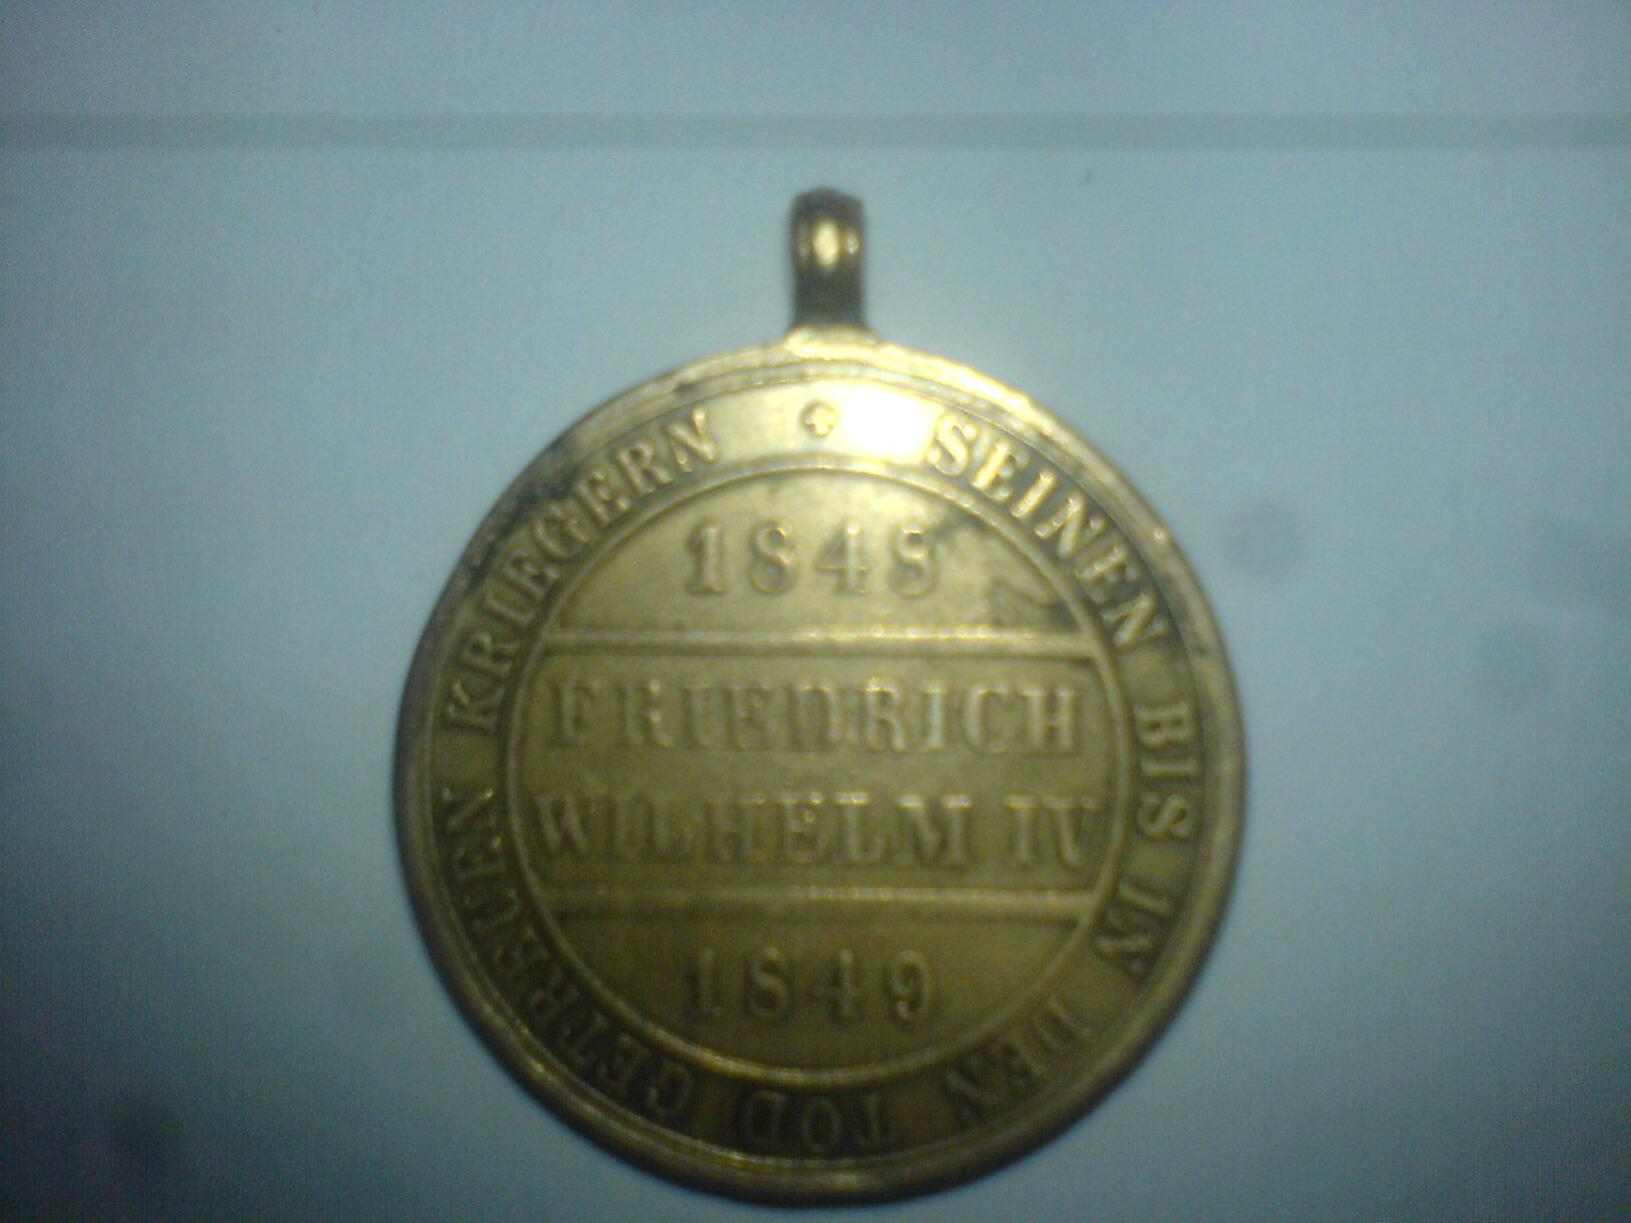 SEINEN BIS IN DEN TOD GETREUEN KRIEGERN
1848
FRIEDRICH
WILHELM IV
1849